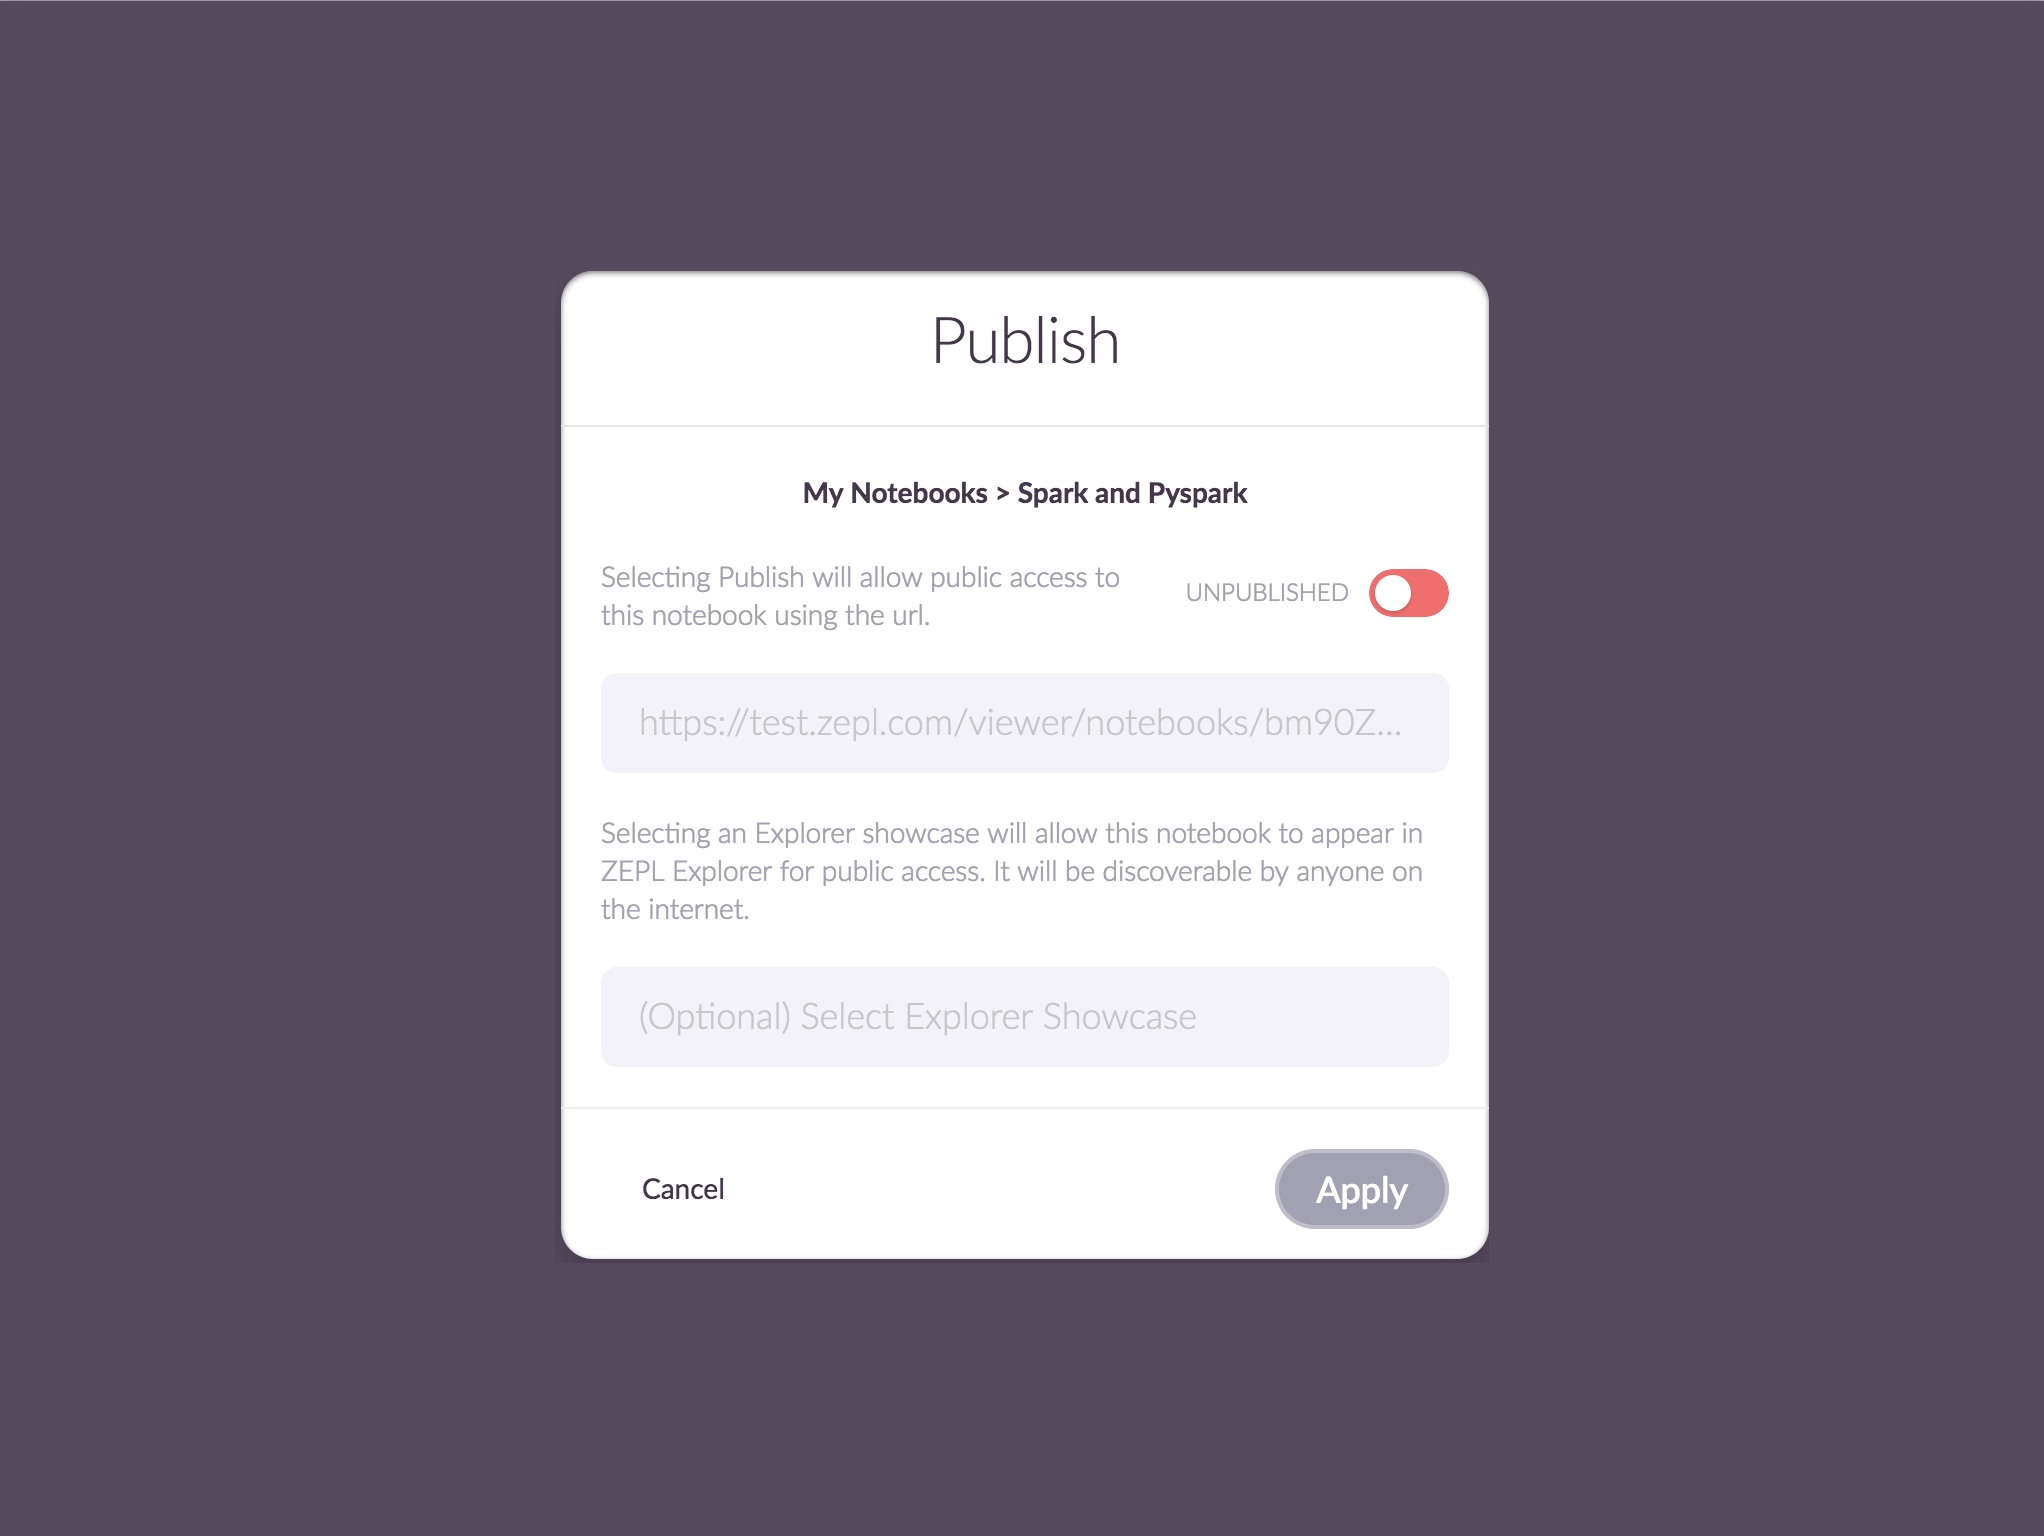 Publish
My Notebooks > Spark and Pyspark
Selecting Publish will allow public access to
this notebook using the url.
UNPUBLISHED
https://test.zepl.com/viewer/notebooks/bm90Z...
Selecting an Explorer showcase will allow this notebook to appear in
ZEPL Explorer for public access. It will be discoverable by anyone on
the internet.
(Optional) Select Explorer Showcase
Cancel
Apply